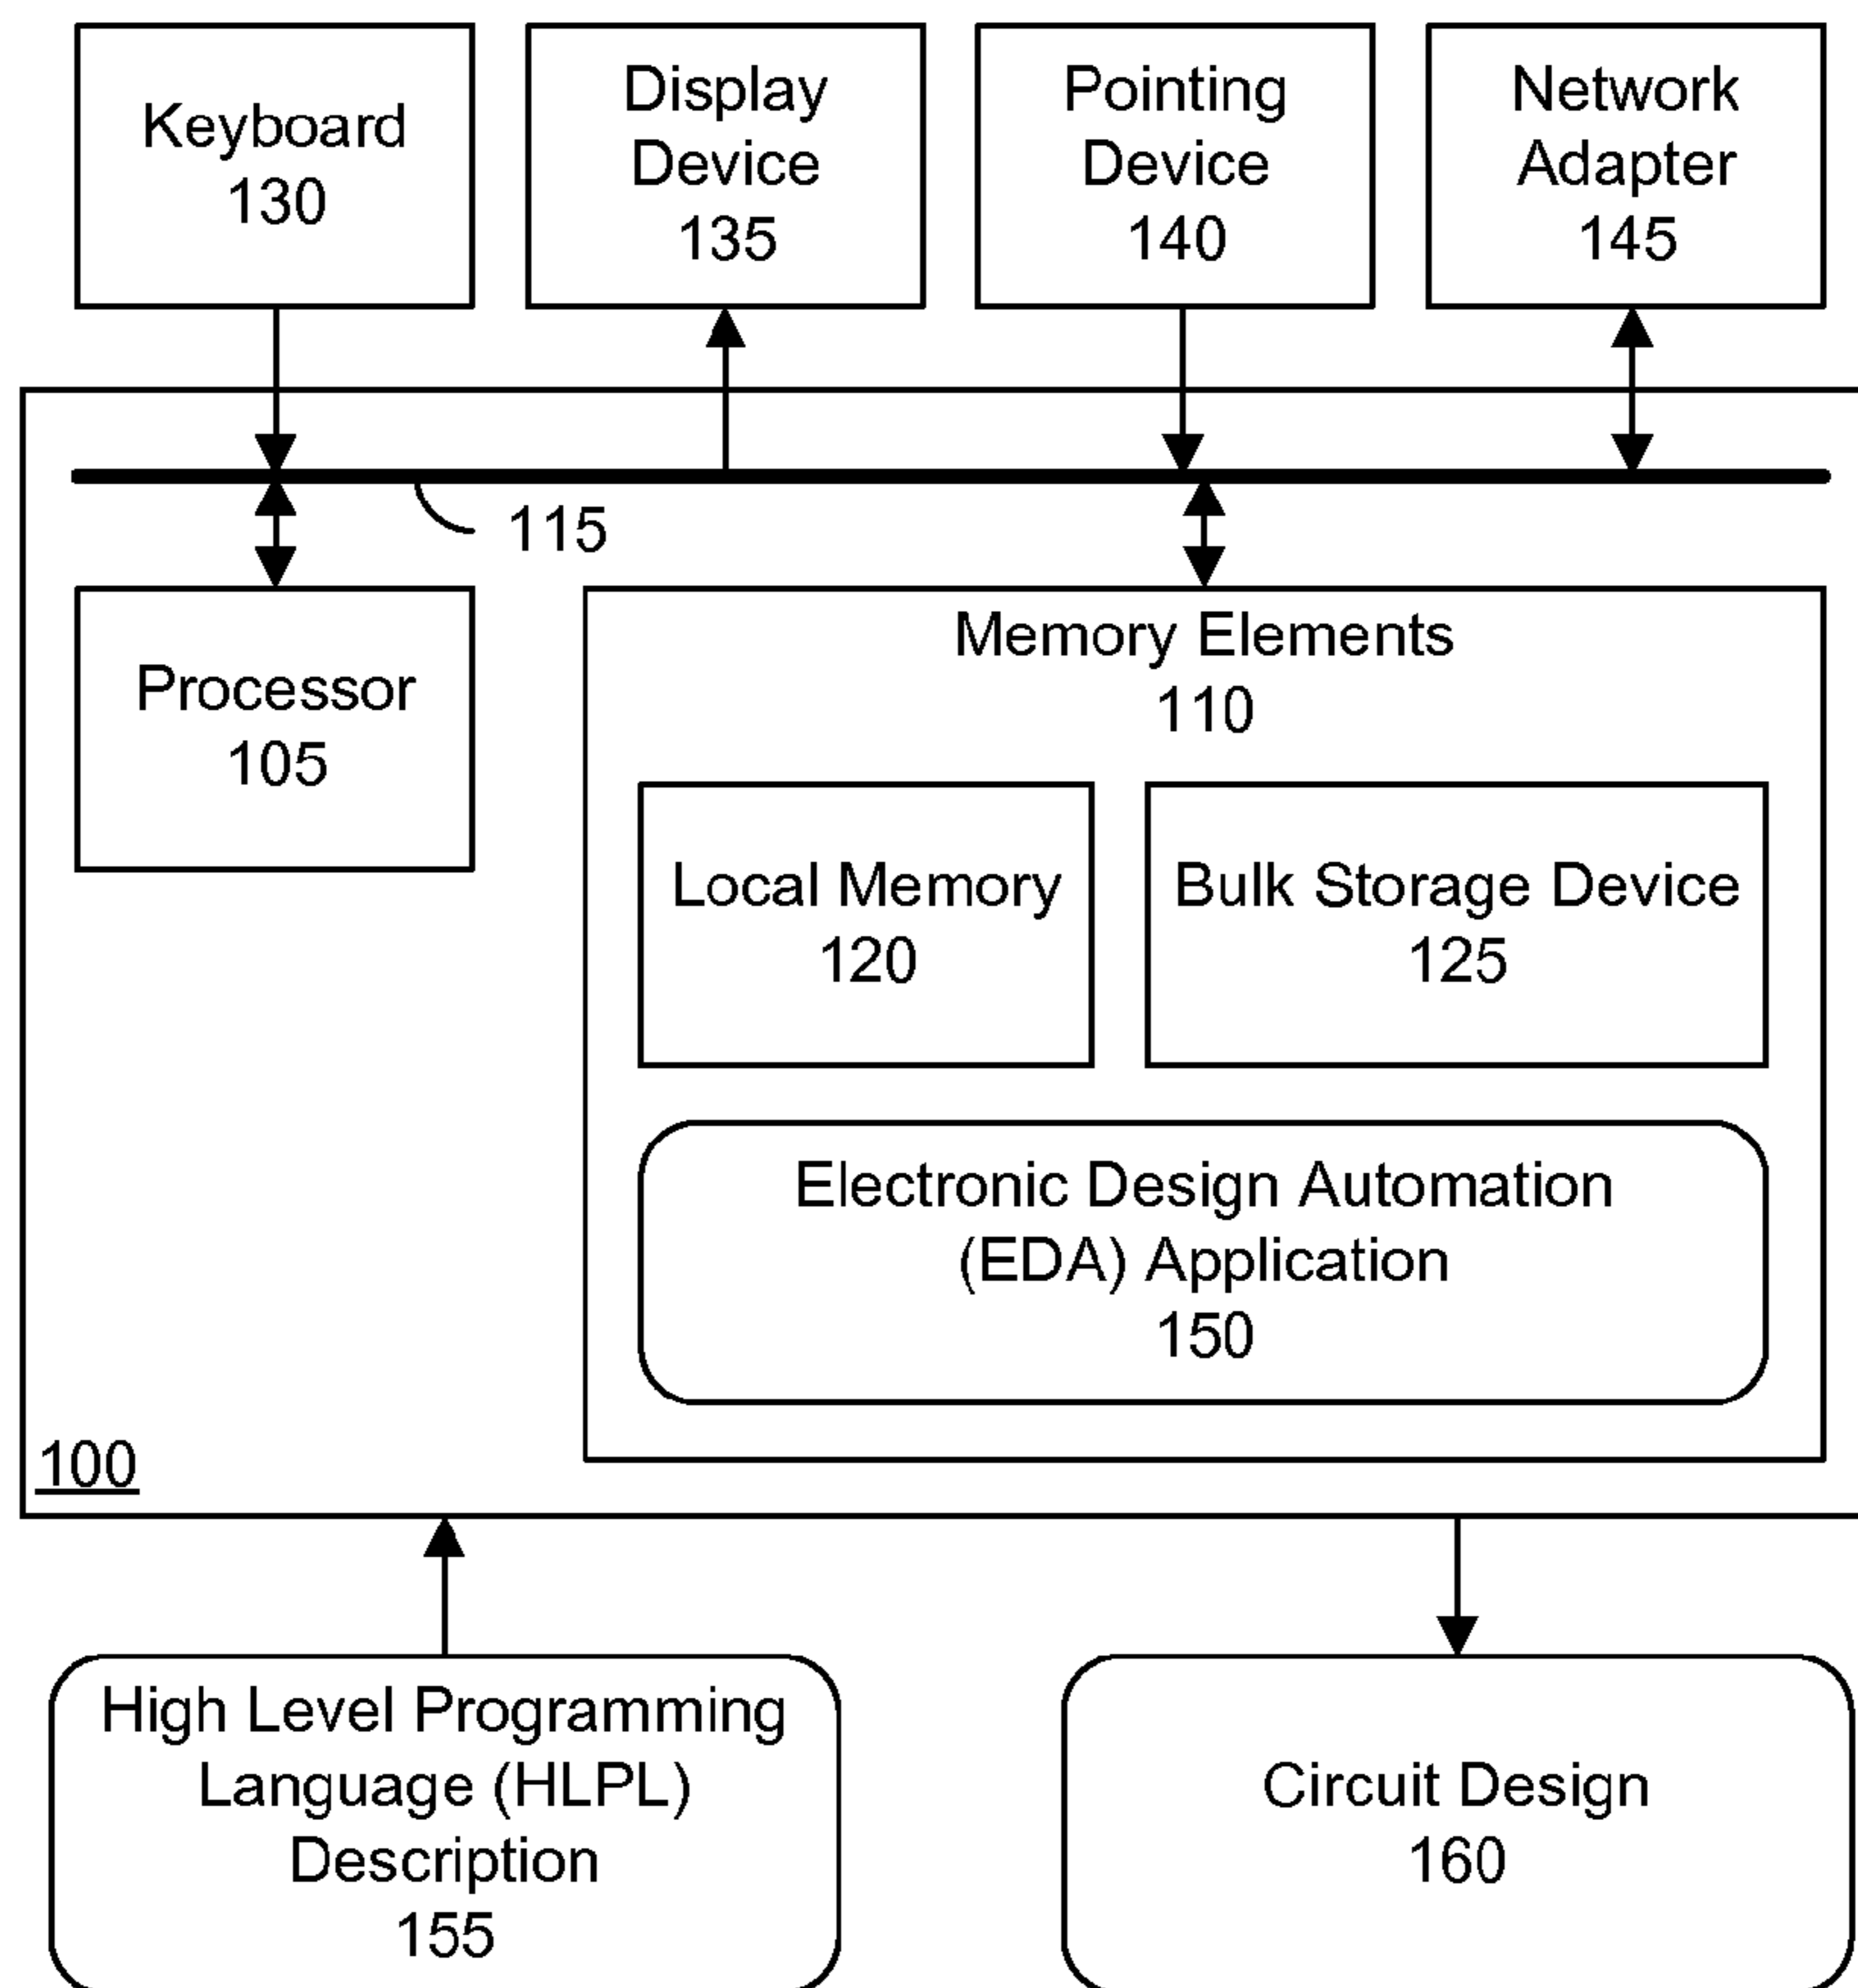 Keyboard
130
Display
Device
135
Pointing
Device
140
Network
Adapter
145
115
Processor
105
Memory Elements
110
Local Memory
120
Bulk Storage Device
125
Electronic Design Automation
(EDA) Application
150
100
High Level Programming
Language (HLPL)
Description
155
Circuit Design
160